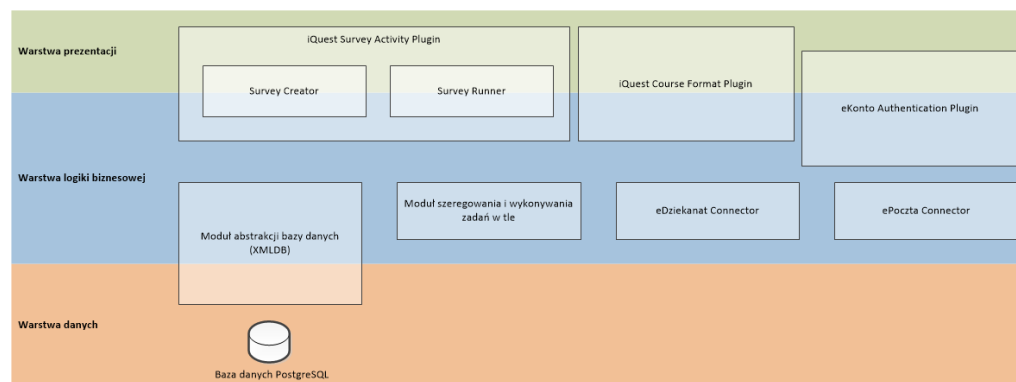 Warstwa prezentacji
iQuest Survey Activity Plugin
Survey Creator
Survey Runner
iQuest Course Format Plugin
eKonto Authentication Plugin
Warstwa logiki biznesowej
Moduł abstrakcji bazy danych
(XMLDB)
Moduł szeregowania i wykonywania
zadań w tle
eDziekanat Connector
ePoczta Connector
Warstwa danych
Baza danych PostgreSQL